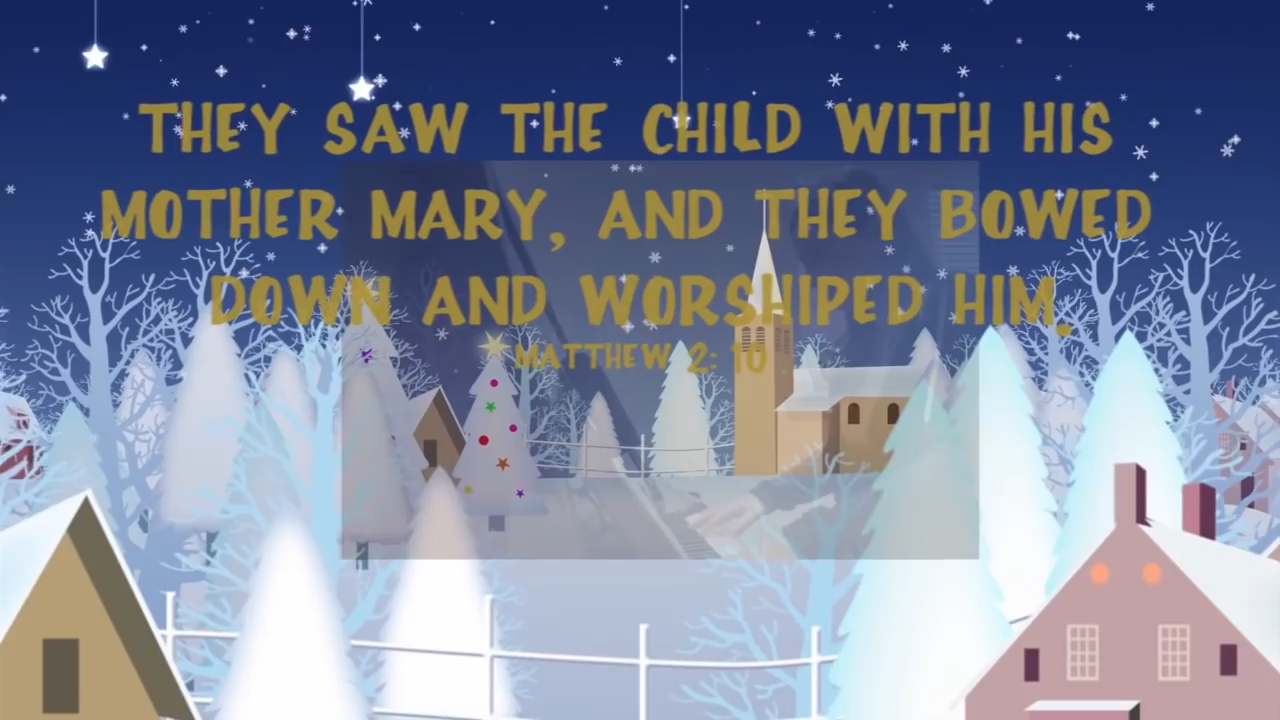 THEY SAW THE CHILD WITH HIS
MOTHER MARY, AND THEY BOWED
DOWN AND WORSHIPED HIM.
MATTHEW 2: 10